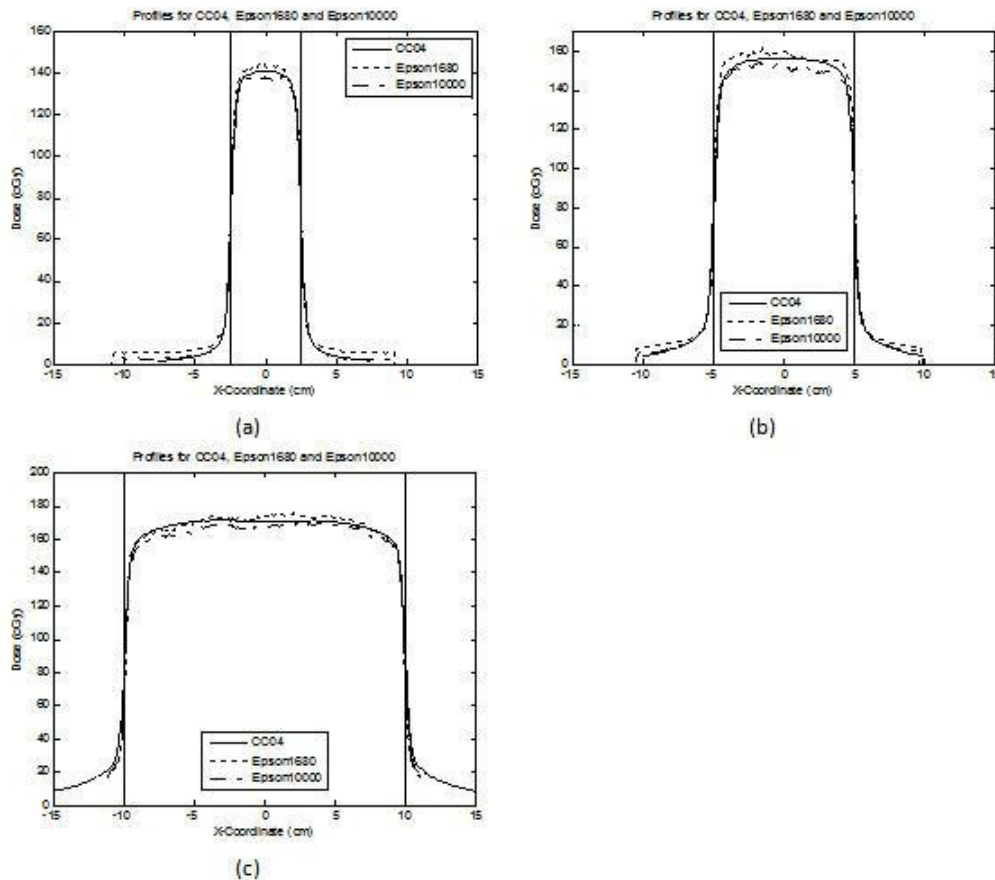 Profiles for CC04, Epson1680 and Epson10000
160
140
120
100
80
60
40
20
0
Dose (cGy)
-15 -10 -5 0 5 10 15
X-Coordinate (cm)
CC04
Epson1680
Epson10000
(a)
Profiles for CC04, Epson1680 and Epson10000
160
140
120
100
80
60
40
20
0
Dose (cGy)
-15 -10 -5 0 5 10 15
X-Coordinate (cm)
CC04
Epson1680
Epson10000
(b)
Profiles for CC04, Epson1680 and Epson10000
200
180
160
140
120
100
80
60
40
20
0
Dose (cGy)
-15 -10 -5 0 5 10 15
X-Coordinate (cm)
CC04
Epson1680
Epson10000
(c)